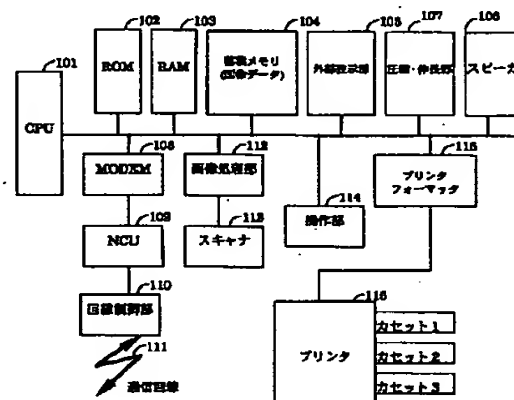 102
103
104
105
107
106
101
ROM
RAM
蓄積メモリ
(画像データ)
外部表示部
圧縮・伸長部
スピーカ
CPU
108
112
115
MODEM
画像処理部
プリンタ
フォーマッタ
109
113
114
NCU
スキャナ
操作部
110
116
回線制御部
カセット1
111
プリンタ
カセット2
通信回線
カセット3